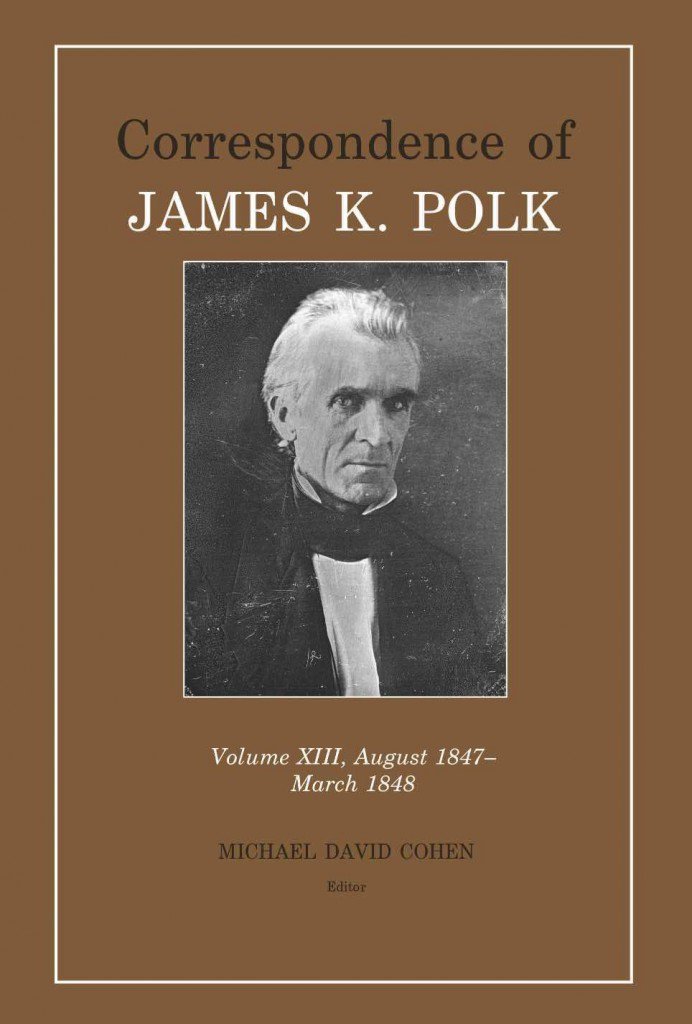 Correspondence of
JAMES K. POLK
Volume XIII, August 1847–
March 1848
MICHAEL DAVID COHEN
Editor